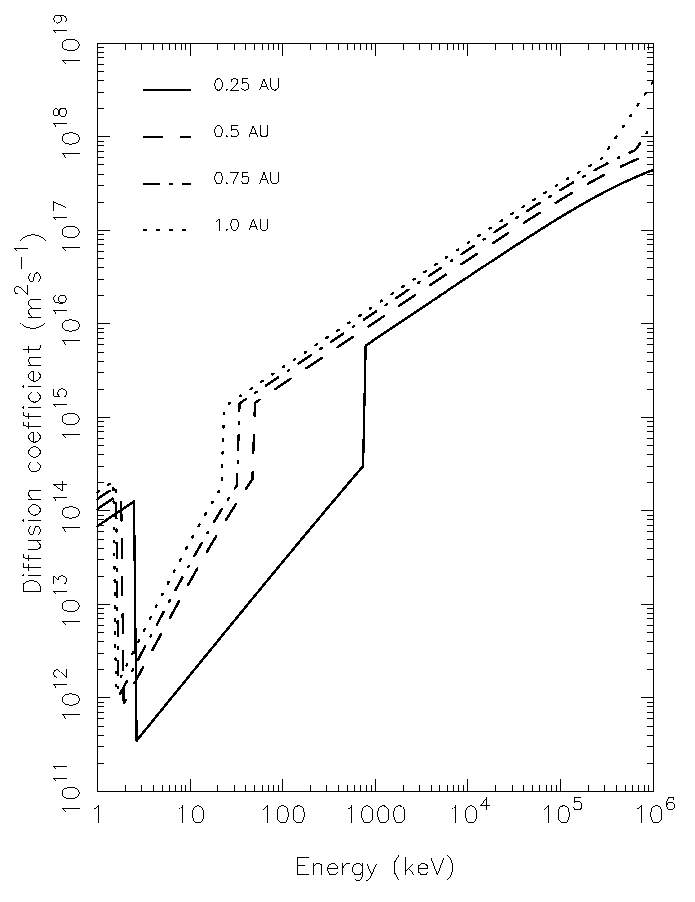 10^19
10^18
10^17
10^16
10^15
10^14
10^13
10^12
10^11
Diffusion coefficient (m^2s^-1)
0.25 AU
0.5 AU
0.75 AU
1.0 AU
1 10 100 1000 10^4 10^5 10^6
Energy (keV)